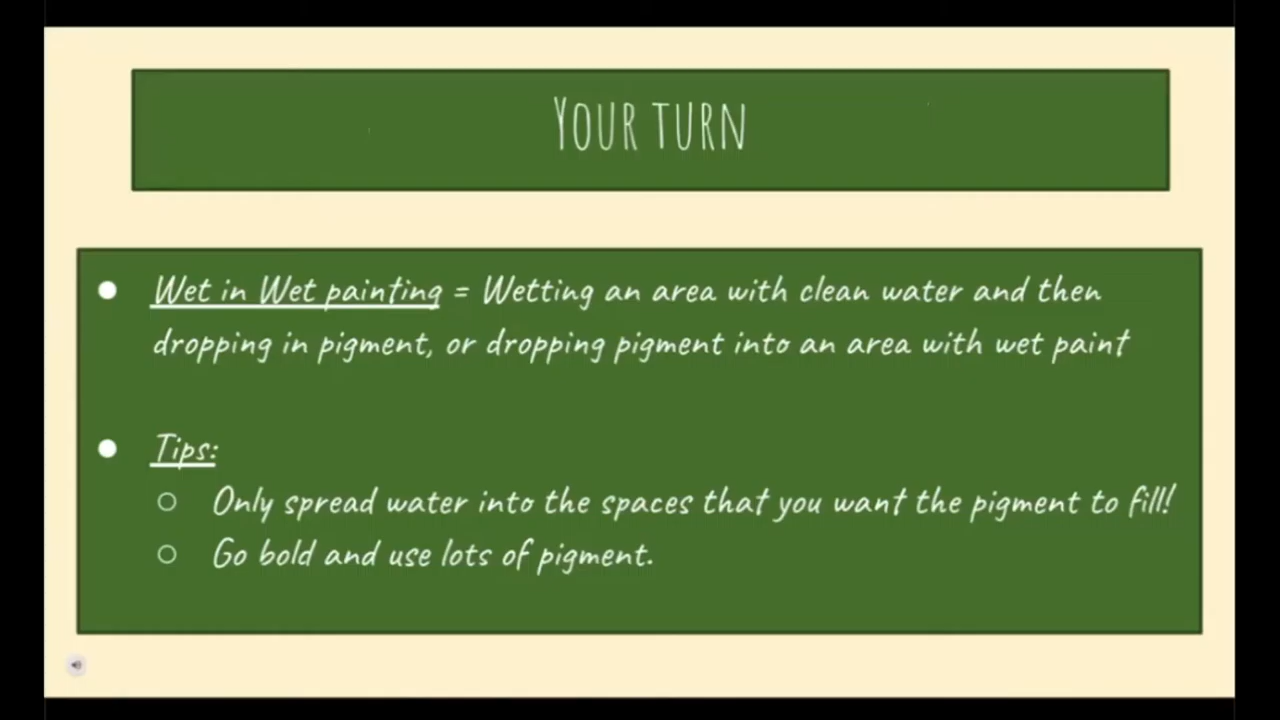 Your turn
● Wet in Wet painting = Wetting an area with clean water and then
dropping in pigment, or dropping pigment into an area with wet paint
● Tips:
○ Only spread water into the spaces that you want the pigment to fill!
○ Go bold and use lots of pigment.